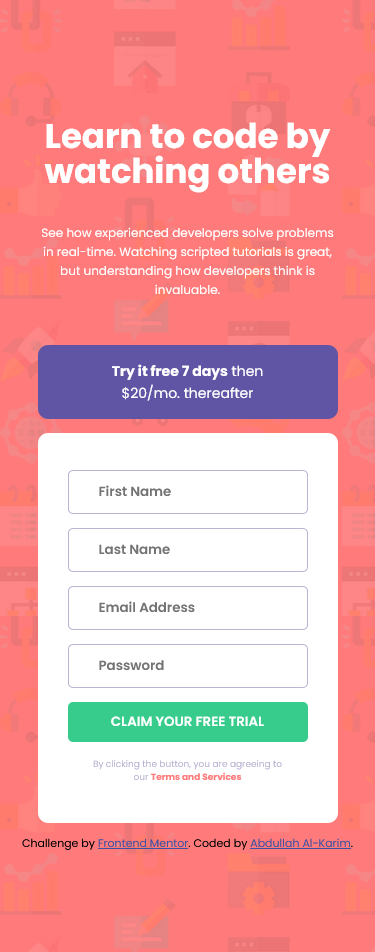 Learn to code by
watching others
See how experienced developers solve problems
in real-time. Watching scripted tutorials is great,
but understanding how developers think is
invaluable.
Try it free 7 days then
$20/mo. thereafter
First Name
Last Name
Email Address
Password
CLAIM YOUR FREE TRIAL
By clicking the button, you are agreeing to
our Terms and Services
Challenge by Frontend Mentor. Coded by Abdullah Al-Karim.